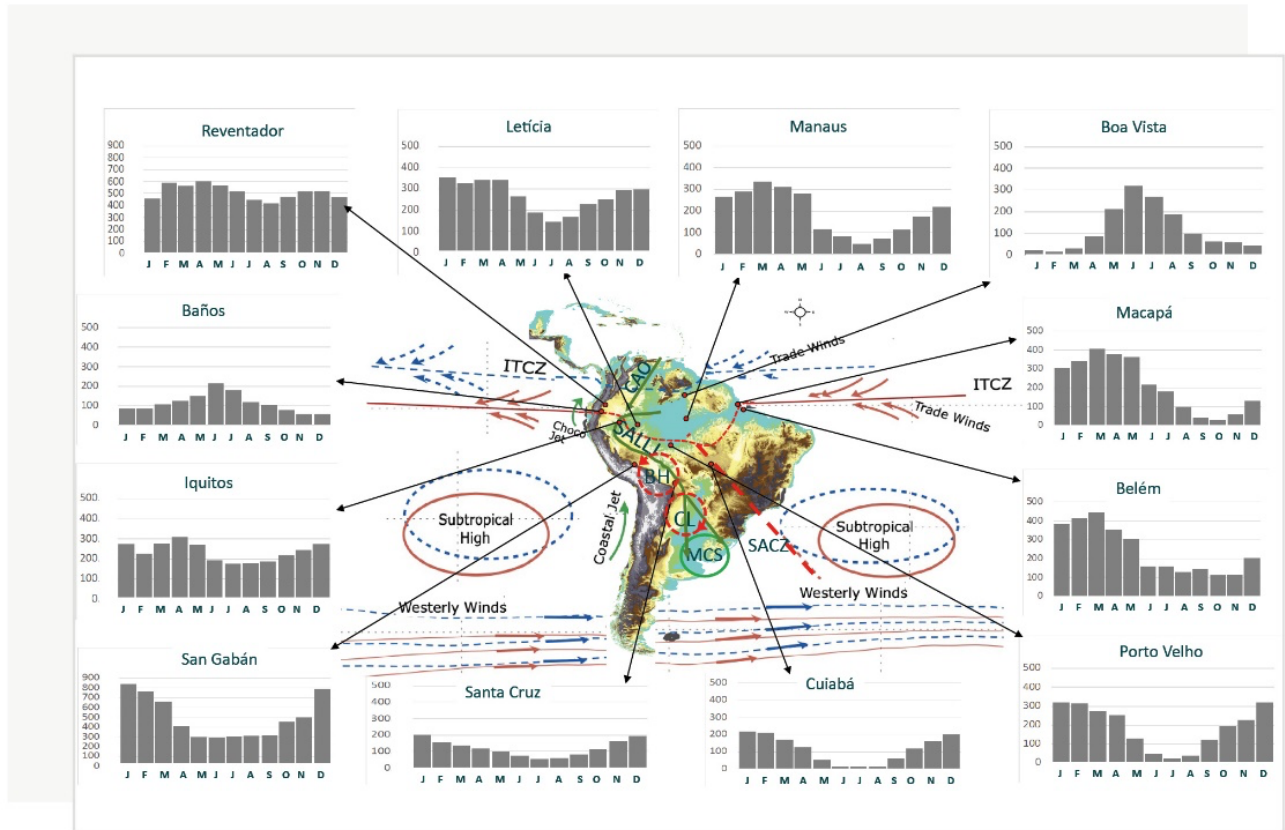 Reventador
900
800
700
600
500
400
300
200
100
0
J F M A M J J A S O N D
Letícia
500
400
300
200
100
0
J F M A M J J A S O N D
Manaus
500
400
300
200
100
0
J F M A M J J A S O N D
Boa Vista
500
400
300
200
100
0
J F M A M J J A S O N D
Baños
500
400
300
200
100
0
J F M A M J J A S O N D
Macapá
500
400
300
200
100
0
J F M A M J J A S O N D
Iquitos
500.
400.
300.
200.
100.
0.
J F M A M J J A S O N D
Belém
500
400
300
200
100
0
J F M A M J J A S O N D
San Gabán
900
800
700
600
500
400
300
200
100
0
J F M A M J J A S O N D
Santa Cruz
500
400
300
200
100
0
J F M A M J J A S O N D
Cuiabá
500
400
300
200
100
0
J F M A M J J A S O N D
Porto Velho
500
400
300
200
100
0
J F M A M J J A S O N D
ITCZ
Trade Winds
ITCZ
Trade Winds
CAO
Choco
Jet
SALLJ
BH
CL
MCS
SACZ
Coastal Jet
Subtropical
High
Subtropical
High
Westerly Winds
Westerly Winds